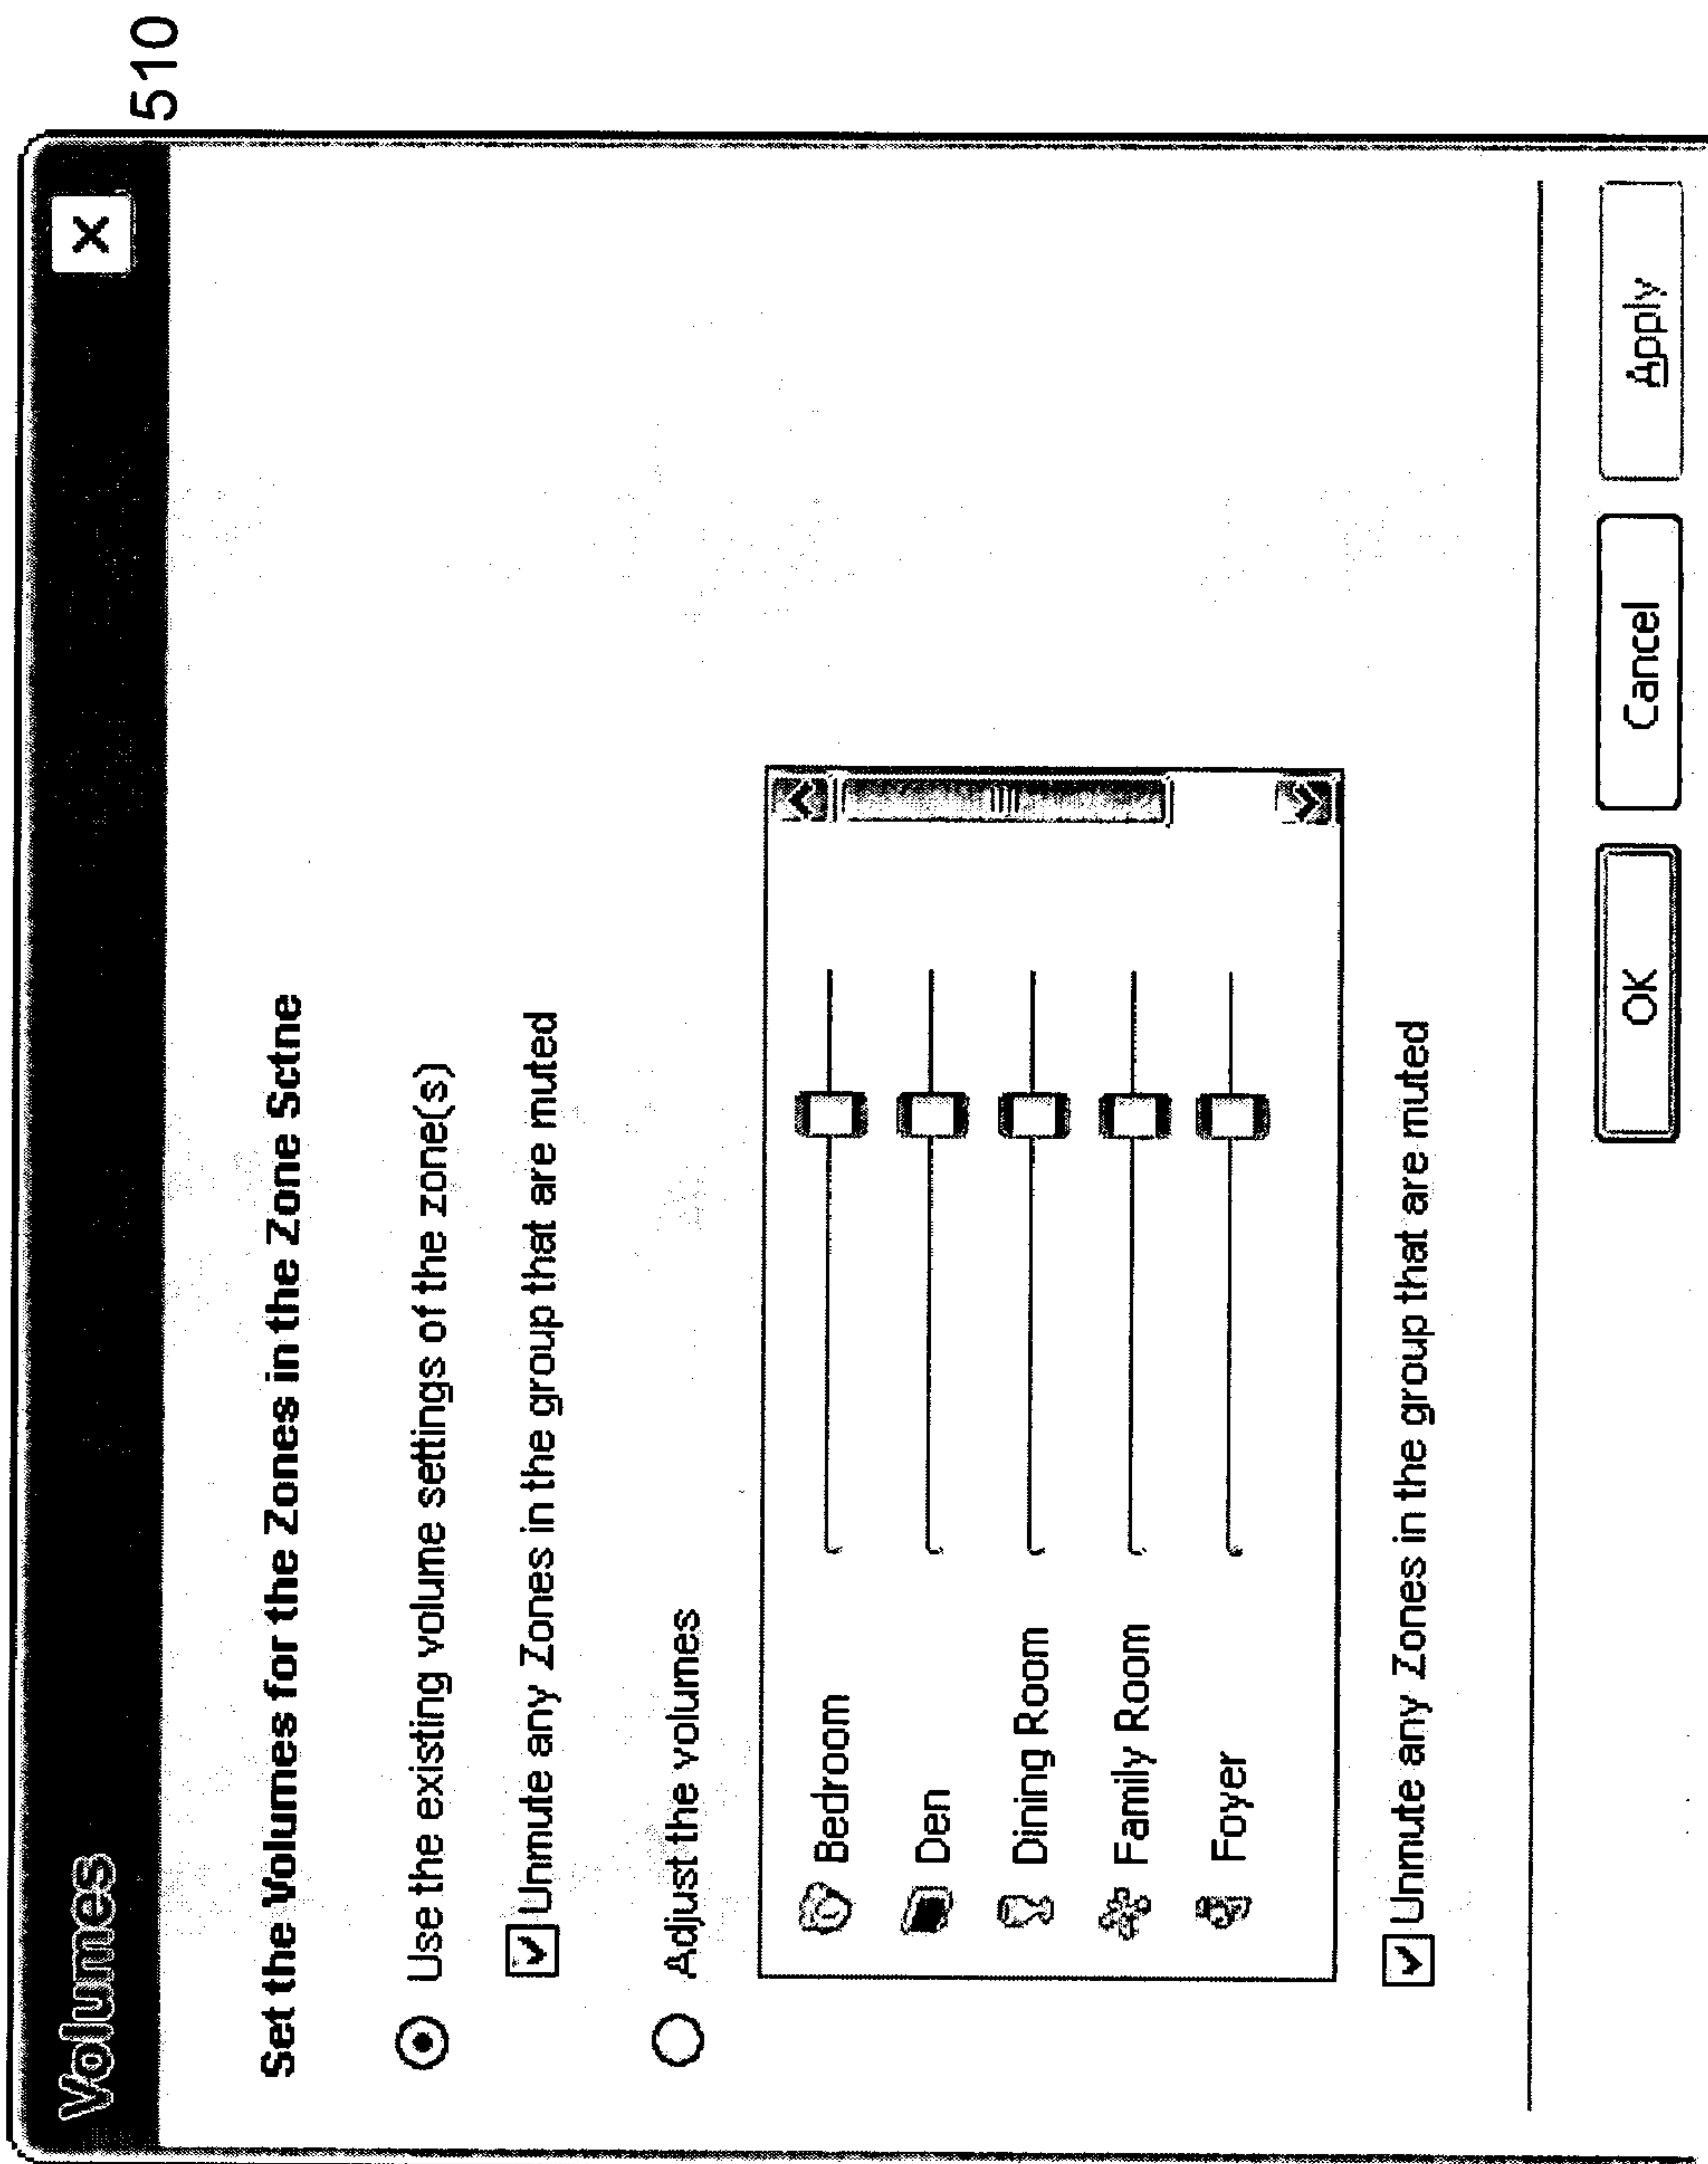 510
Volumes
X
Set the Volumes for the Zones in the Zone Sctne
Use the existing volume settings of the zone(s)
Unmute any Zones in the group that are muted
Adjust the volumes
Bedroom
Den
Dining Room
Family Room
Foyer
Unmute any Zones in the group that are muted
OK Cancel Apply